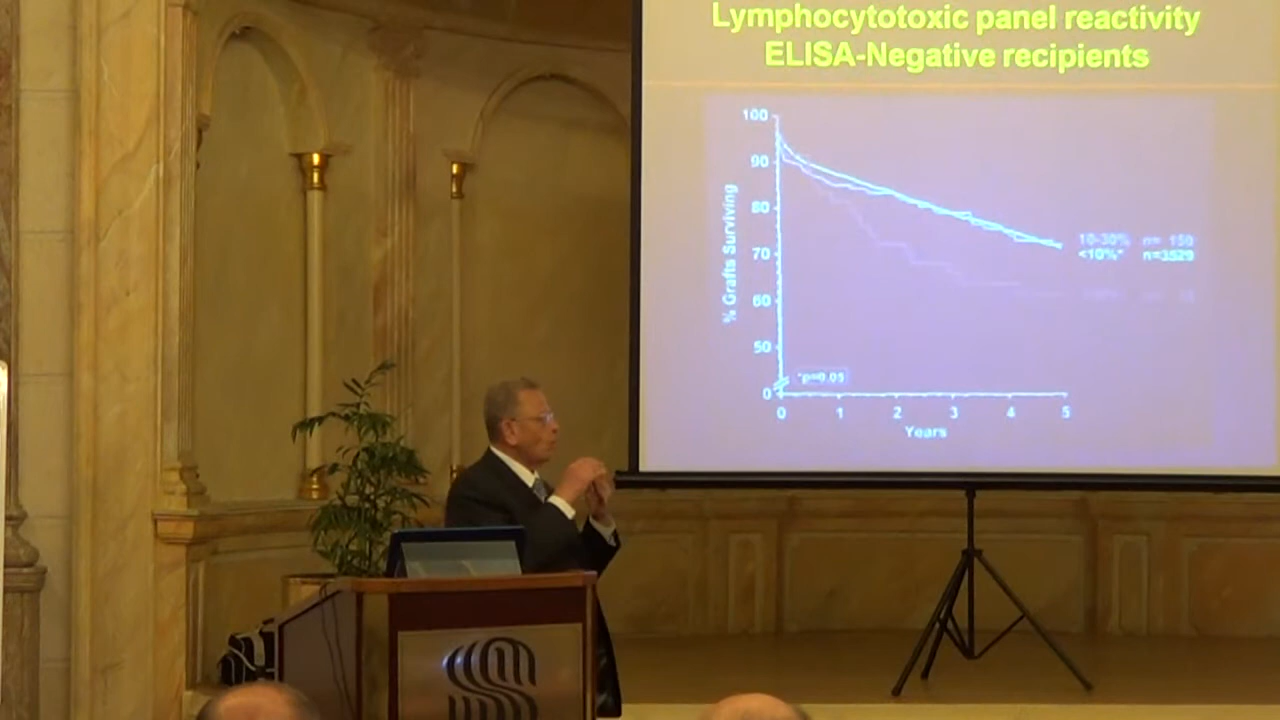 Lymphocytotoxic panel reactivity
ELISA-Negative recipients
100
90
80
70
60
50
0
% Grafts Surviving
10-30% n= 159
<10%* n=3529
*p=0.05
0 1 2 3 4 5
Years